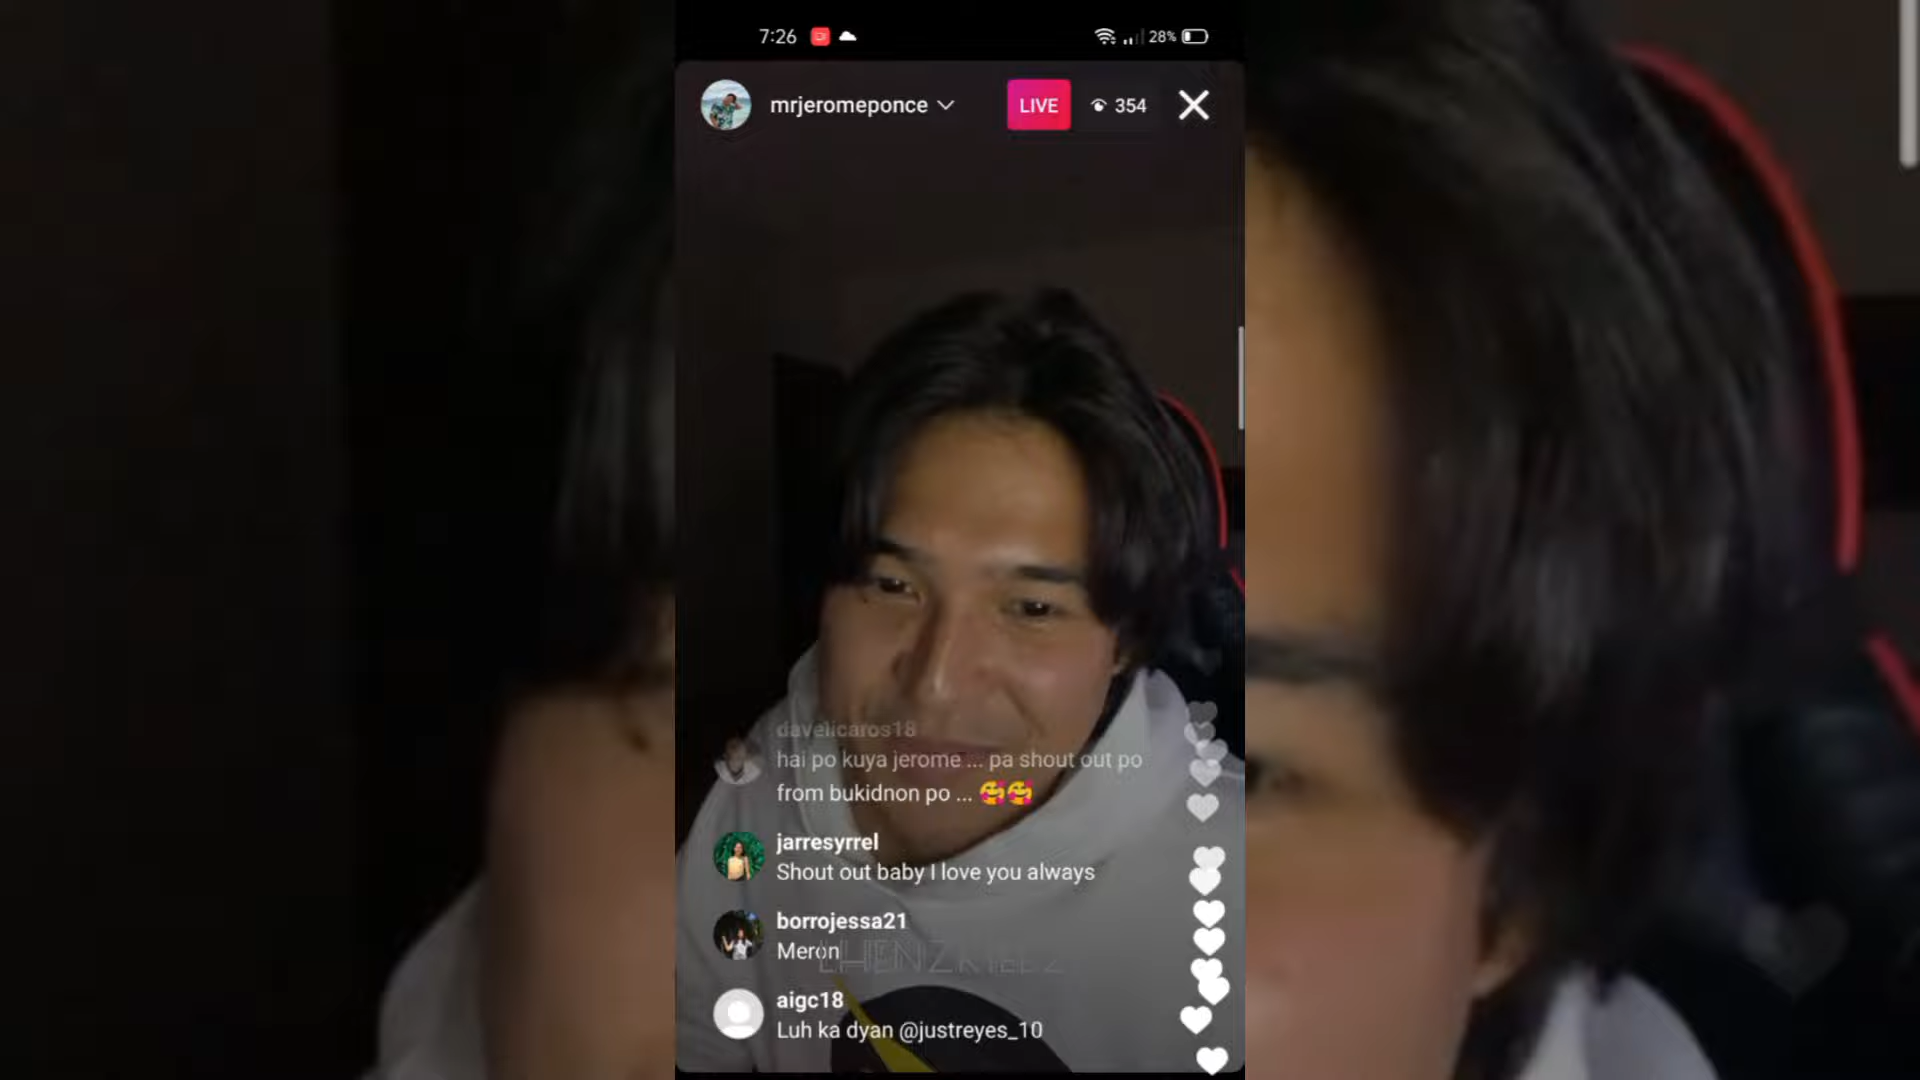 7:26
28%
mrjeromeponce
LIVE
354
davelicaros18
hai po kuya jerome ... pa shout out po
from bukidnon po ... 🥰🥰
jarresyrrel
Shout out baby I love you always
borrojessa21
Meron
aigc18
Luh ka dyan @justreyes_10